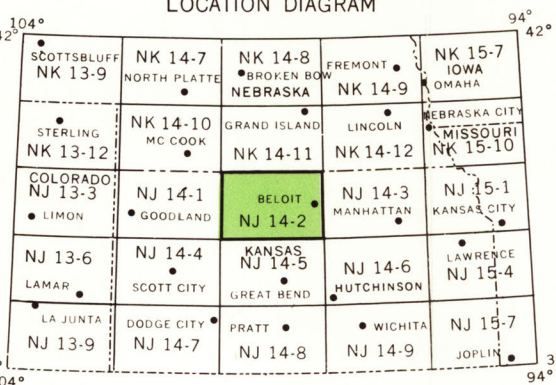 LOCATION DIAGRAM
104°
94°
42°
42°
SCOTTSBLUFF
NK 13-9
NK 14-7
NORTH PLATTE
NK 14-8
BROKEN BOW
NEBRASKA
FREMONT
NK 14-9
NK 15-7
IOWA
OMAHA
STERLING
NK 13-12
NK 14-10
MC COOK
GRAND ISLAND
NK 14-11
LINCOLN
NK 14-12
NEBRASKA CITY
MISSOURI
NK 15-10
COLORADO
NJ 13-3
LIMON
NJ 14-1
GOODLAND
BELOIT
NJ 14-2
NJ 14-3
MANHATTAN
NJ 15-1
KANSAS CITY
NJ 13-6
LAMAR
NJ 14-4
SCOTT CITY
KANSAS
NJ 14-5
GREAT BEND
NJ 14-6
HUTCHINSON
LAWRENCE
NJ 15-4
LA JUNTA
NJ 13-9
DODGE CITY
NJ 14-7
PRATT
NJ 14-8
WICHITA
NJ 14-9
NJ 15-7
JOPLIN
3
94°